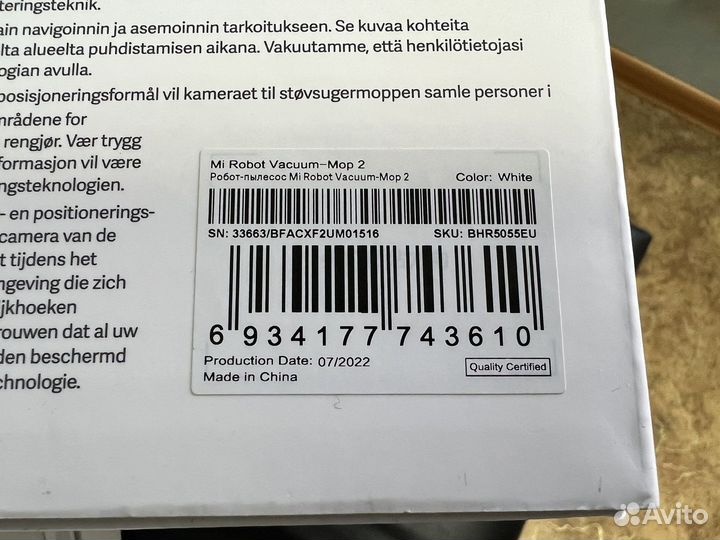 teringsteknik.
ain navigoinnin ja asemoinnin tarkoitukseen. Se kuvaa kohteita
lta alueelta puhdistamisen aikana. Vakuutamme, että henkilötietojasi
ogian avulla.
posisjoneringsformål vil kameraet til støvsugermoppen samle personer i
mrådene for
rengjør. Vær trygg
formasjon vil være
ngsteknologien.
- en positionerings-
camera van de
t tijdens het
ngeving die zich
ijkhoeken
rouwen dat al uw
den beschermd
chnologie.
Mi Robot Vacuum-Mop 2
Робот-пылесос Mi Robot Vacuum-Mop 2 Color: White
SN: 33663/BFACXF2UM01516 SKU: BHR5055EU
6 934177 743610
Production Date: 07/2022
Made in China Quality Certified
Avito